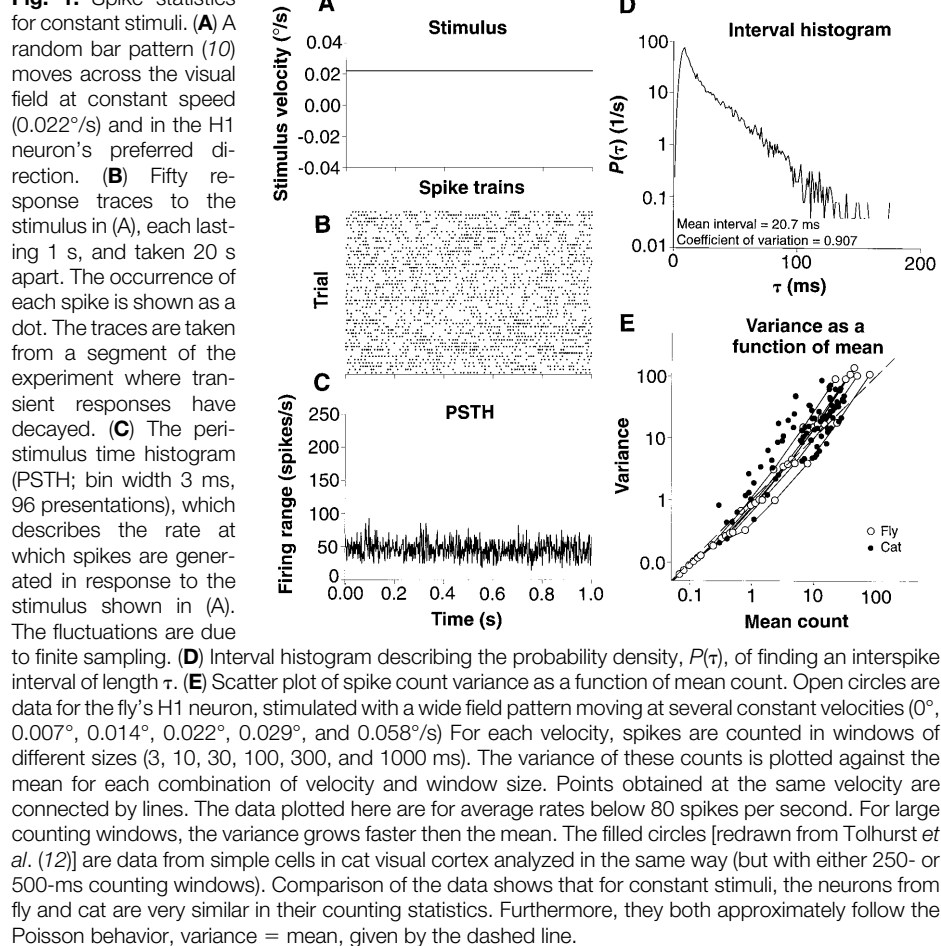 Fig. 1. Spike statistics
for constant stimuli. (A) A
random bar pattern (10)
moves across the visual
field at constant speed
(0.022°/s) and in the H1
neuron's preferred di-
rection. (B) Fifty re-
sponse traces to the
stimulus in (A), each last-
ing 1 s, and taken 20 s
apart. The occurrence of
each spike is shown as a
dot. The traces are taken
from a segment of the
experiment where tran-
sient responses have
decayed. (C) The peri-
stimulus time histogram
(PSTH; bin width 3 ms,
96 presentations), which
describes the rate at
which spikes are gener-
ated in response to the
stimulus shown in (A).
The fluctuations are due
to finite sampling. (D) Interval histogram describing the probability density, P(τ), of finding an interspike
interval of length τ. (E) Scatter plot of spike count variance as a function of mean count. Open circles are
data for the fly's H1 neuron, stimulated with a wide field pattern moving at several constant velocities (0°,
0.007°, 0.014°, 0.022°, 0.029°, and 0.058°/s) For each velocity, spikes are counted in windows of
different sizes (3, 10, 30, 100, 300, and 1000 ms). The variance of these counts is plotted against the
mean for each combination of velocity and window size. Points obtained at the same velocity are
connected by lines. The data plotted here are for average rates below 80 spikes per second. For large
counting windows, the variance grows faster then the mean. The filled circles [redrawn from Tolhurst et
al. (12)] are data from simple cells in cat visual cortex analyzed in the same way (but with either 250- or
500-ms counting windows). Comparison of the data shows that for constant stimuli, the neurons from
fly and cat are very similar in their counting statistics. Furthermore, they both approximately follow the
Poisson behavior, variance = mean, given by the dashed line.
A
Stimulus
Stimulus velocity (°/s)
0.04
0.02
0.00
-0.02
-0.04
Spike trains
B
Trial
C
PSTH
Firing range (spikes/s)
250
200
150
100
50
0
0.00 0.2 0.4 0.6 0.8 1.0
Time (s)
D
Interval histogram
P(τ) (1/s)
100
10
1
0.1
0.01
Mean interval = 20.7 ms
Coefficient of variation = 0.907
0 100 200
τ (ms)
E
Variance as a
function of mean
Variance
100
10
1
0.0
Fly
Cat
0.1 1 10 100
Mean count